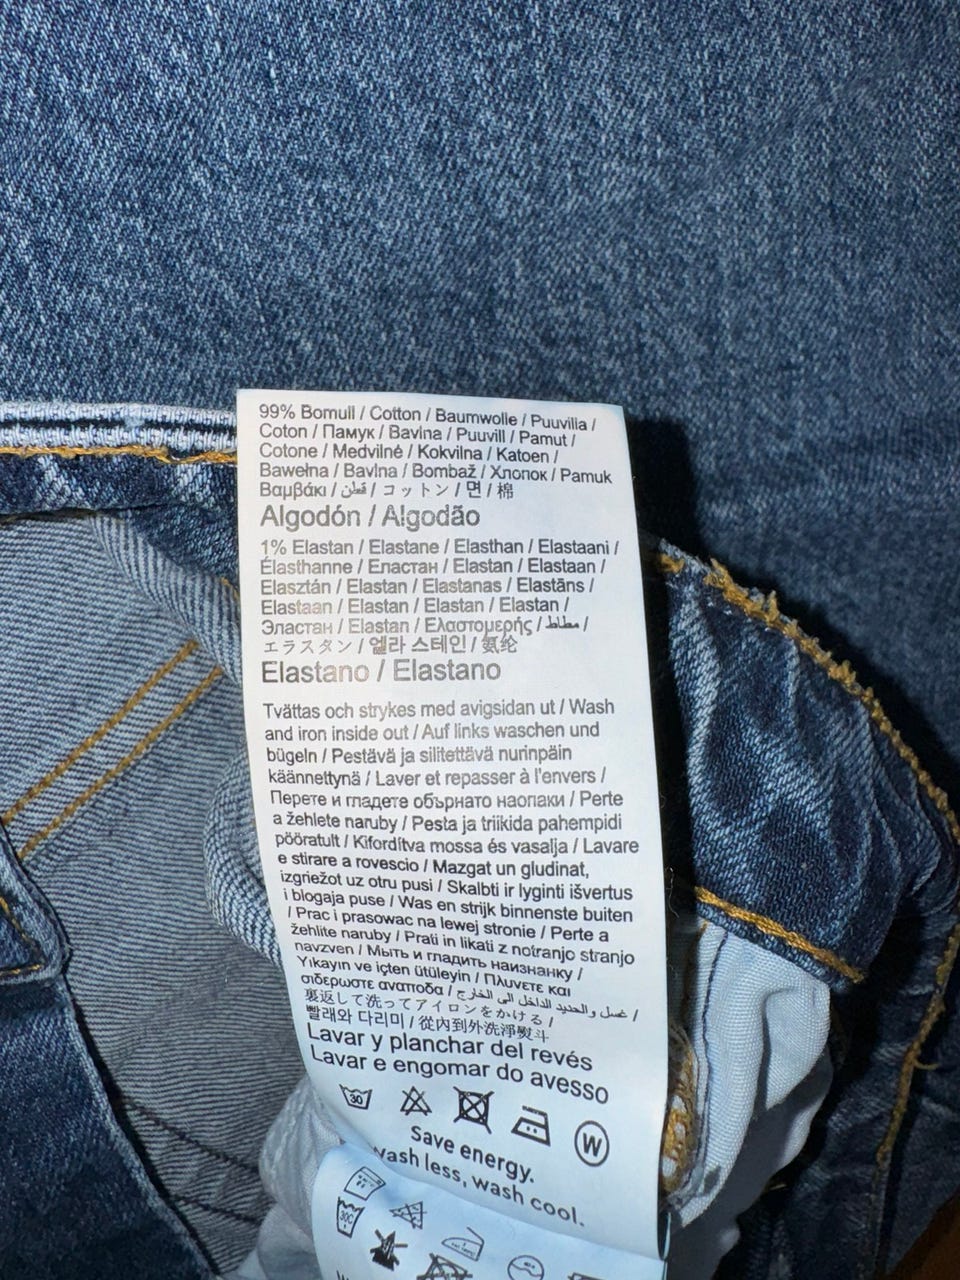 99% Bomull / Cotton / Baumwolle / Puuvilla /
Coton / Памук / Bavlna / Puuvill / Pamut /
Cotone / Medvilné / Kokvilna / Katoen /
Bawełna / Bavlna / Bombaž / Хлопок / Pamuk
Βαμβάκι / قطن / コットン / 면 / 棉
Algodón / Algodão
1% Elastan / Elastane / Elasthan / Elastaani /
Élasthanne / Еластан / Elastan / Elastaan /
Elasztán / Elastan / Elastanas / Elastāns /
Elastaan / Elastan / Elastan / Elastan /
Эластан / Elastan / Ελαστομερής / مطاط /
エラスタン / 엘라 스테인 / 氨纶
Elastano / Elastano
Tvättas och strykes med avigsidan ut / Wash
and iron inside out / Auf links waschen und
bügeln / Pestävä ja silitettävä nurinpäin
käännettynä / Laver et repasser à l'envers /
Перете и гладете обърнато наопаки / Perte
a žehlete naruby / Pesta ja triikida pahempidi
pööratult / Kifordítva mossa és vasalja / Lavare
e stirare a rovescio / Mazgat un gludinat,
izgriežot uz otru pusi / Skalbti ir lyginti išvertus
i blogaja puse / Was en strijk binnenste buiten
/ Prac i prasowac na lewej stronie / Perte a
žehlite naruby / Prati in likati z notranjo stranjo
navzven / Мыть и гладить наизнанку /
Yıkayın ve içten ütüleyin / Πλυνετε και
σιδερωστε αναποδα / غسل والحديد الداخل الى الخارج /
裏返して洗ってアイロンをかける /
빨래와 다리미 / 從內到外洗淨熨斗
Lavar y planchar del revés
Lavar e engomar do avesso
30 W
Save energy.
wash less, wash cool.
30C